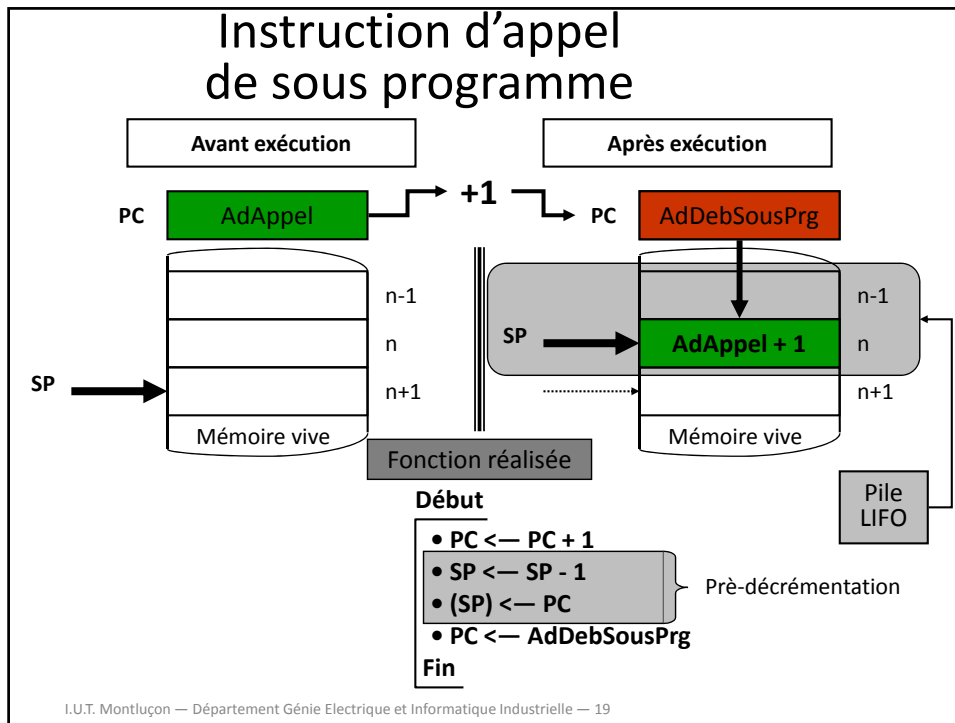 Instruction d'appel
de sous programme
Avant exécution
Après exécution
PC
AdAppel
+1
PC
AdDebSousPrg
n-1
n
n+1
SP
Mémoire vive
n-1
SP
AdAppel + 1
n
n+1
Mémoire vive
Pile
LIFO
Fonction réalisée
Début
• PC <— PC + 1
• SP <— SP - 1
• (SP) <— PC
Prè-décrémentation
• PC <— AdDebSousPrg
Fin
I.U.T. Montluçon — Département Génie Electrique et Informatique Industrielle — 19